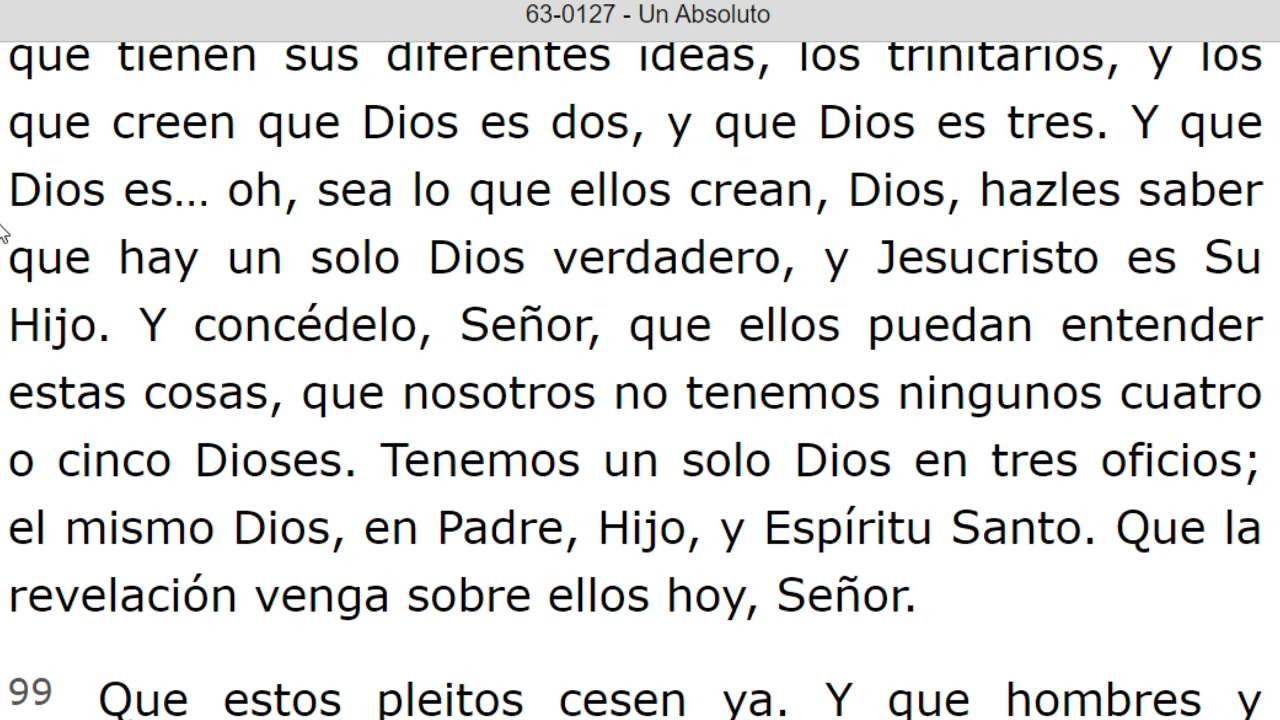 63-0127 - Un Absoluto
que tienen sus diferentes ideas, los trinitarios, y los
que creen que Dios es dos, y que Dios es tres. Y que
Dios es... oh, sea lo que ellos crean, Dios, hazles saber
que hay un solo Dios verdadero, y Jesucristo es Su
Hijo. Y concédelo, Señor, que ellos puedan entender
estas cosas, que nosotros no tenemos ningunos cuatro
o cinco Dioses. Tenemos un solo Dios en tres oficios;
el mismo Dios, en Padre, Hijo, y Espíritu Santo. Que la
revelación venga sobre ellos hoy, Señor.
99 Que estos pleitos cesen ya. Y que hombres y